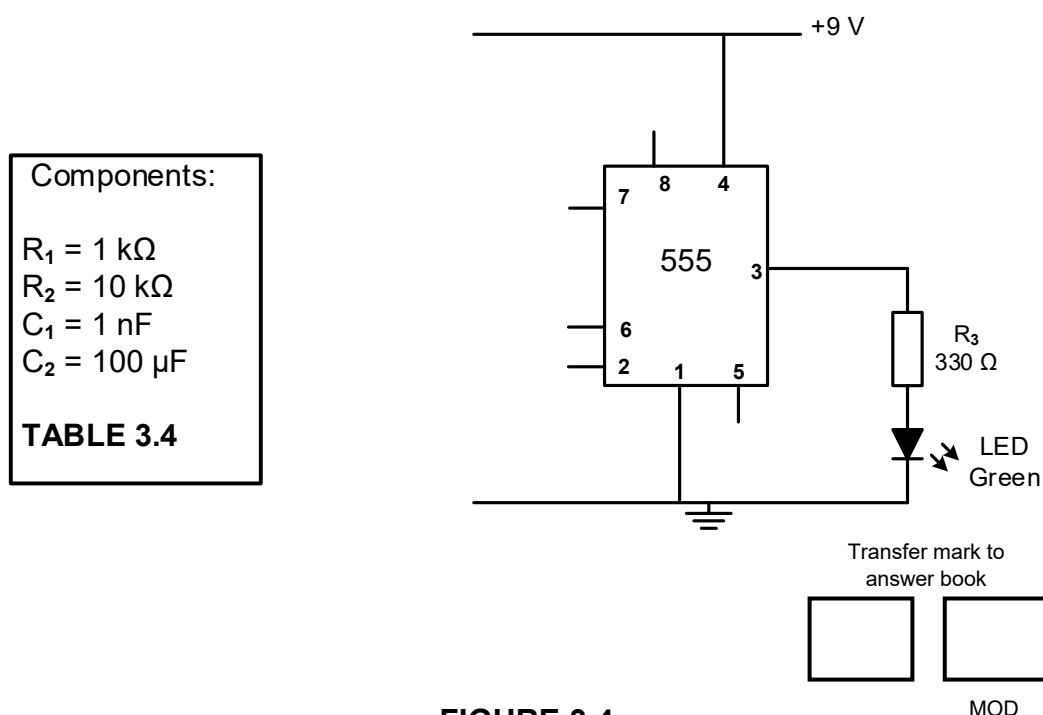 +9 V
Components:
R₁ = 1 kΩ
R₂ = 10 kΩ
C₁ = 1 nF
C₂ = 100 µF
TABLE 3.4
8 4
7
555
3
6
2
1 5
R₃
330 Ω
LED
Green
Transfer mark to
answer book
MOD